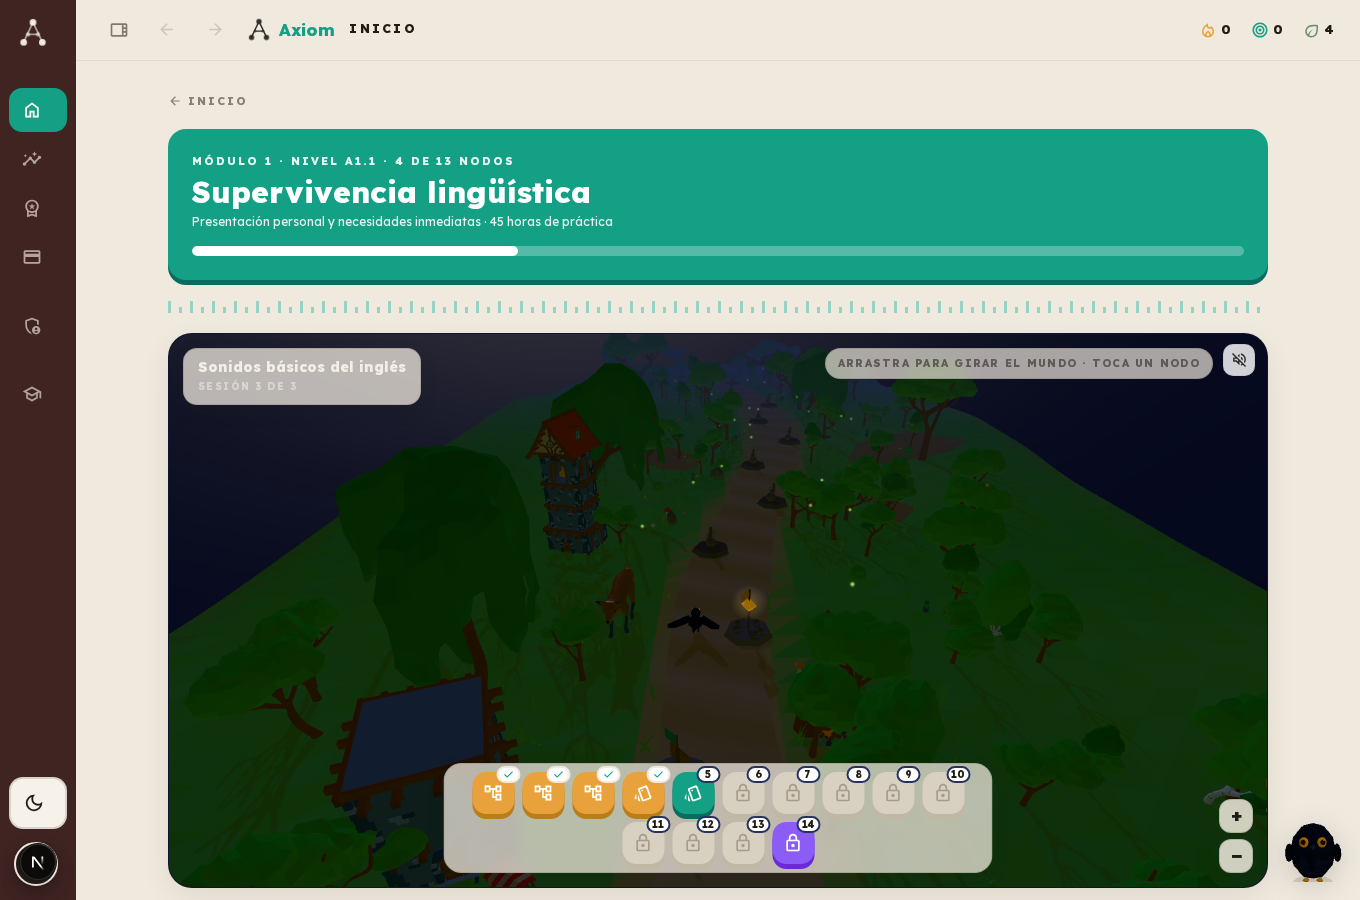 Axiom INICIO
0 0 4
INICIO
MÓDULO 1 · NIVEL A1.1 · 4 DE 13 NODOS
Supervivencia lingüística
Presentación personal y necesidades inmediatas · 45 horas de práctica
Sonidos básicos del inglés
SESIÓN 3 DE 3
ARRASTRA PARA GIRAR EL MUNDO · TOCA UN NODO
5 6 7 8 9 10
11 12 13 14
+
−
N